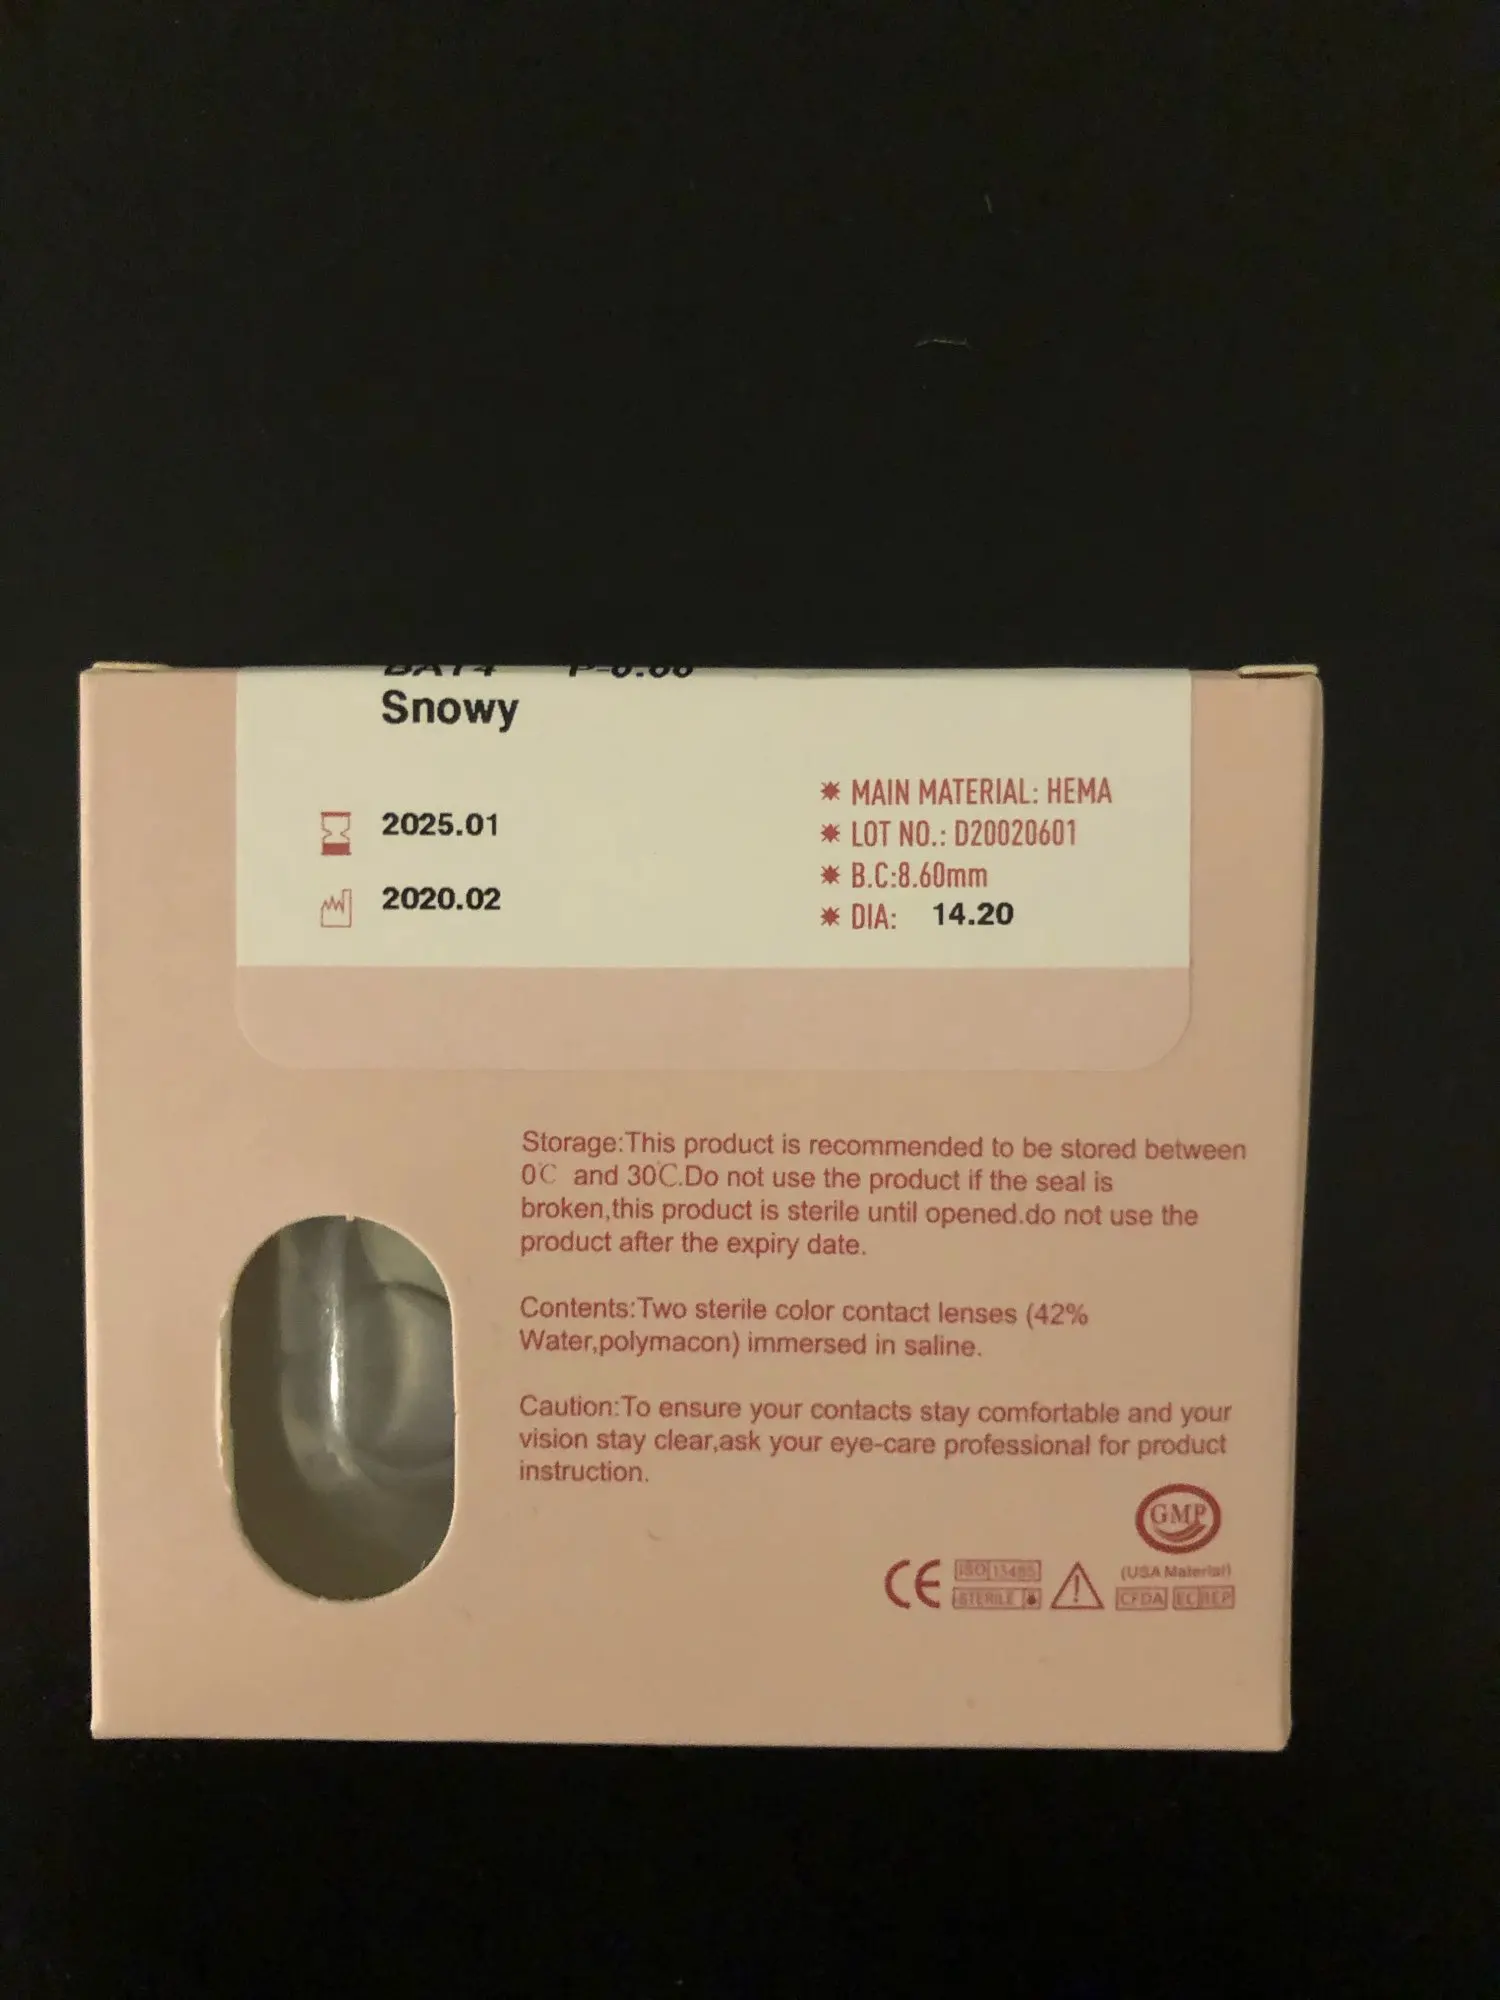 Snowy
2025.01
2020.02
✷ MAIN MATERIAL: HEMA
✷ LOT NO.: D20020601
✷ B.C:8.60mm
✷ DIA: 14.20
Storage:This product is recommended to be stored between
0℃ and 30℃.Do not use the product if the seal is
broken,this product is sterile until opened.do not use the
product after the expiry date.
Contents:Two sterile color contact lenses (42%
Water,polymacon) immersed in saline.
Caution:To ensure your contacts stay comfortable and your
vision stay clear,ask your eye-care professional for product
instruction.
GMP
CE ISO 13485 (USA Material)
STERILE CFDA EC REP